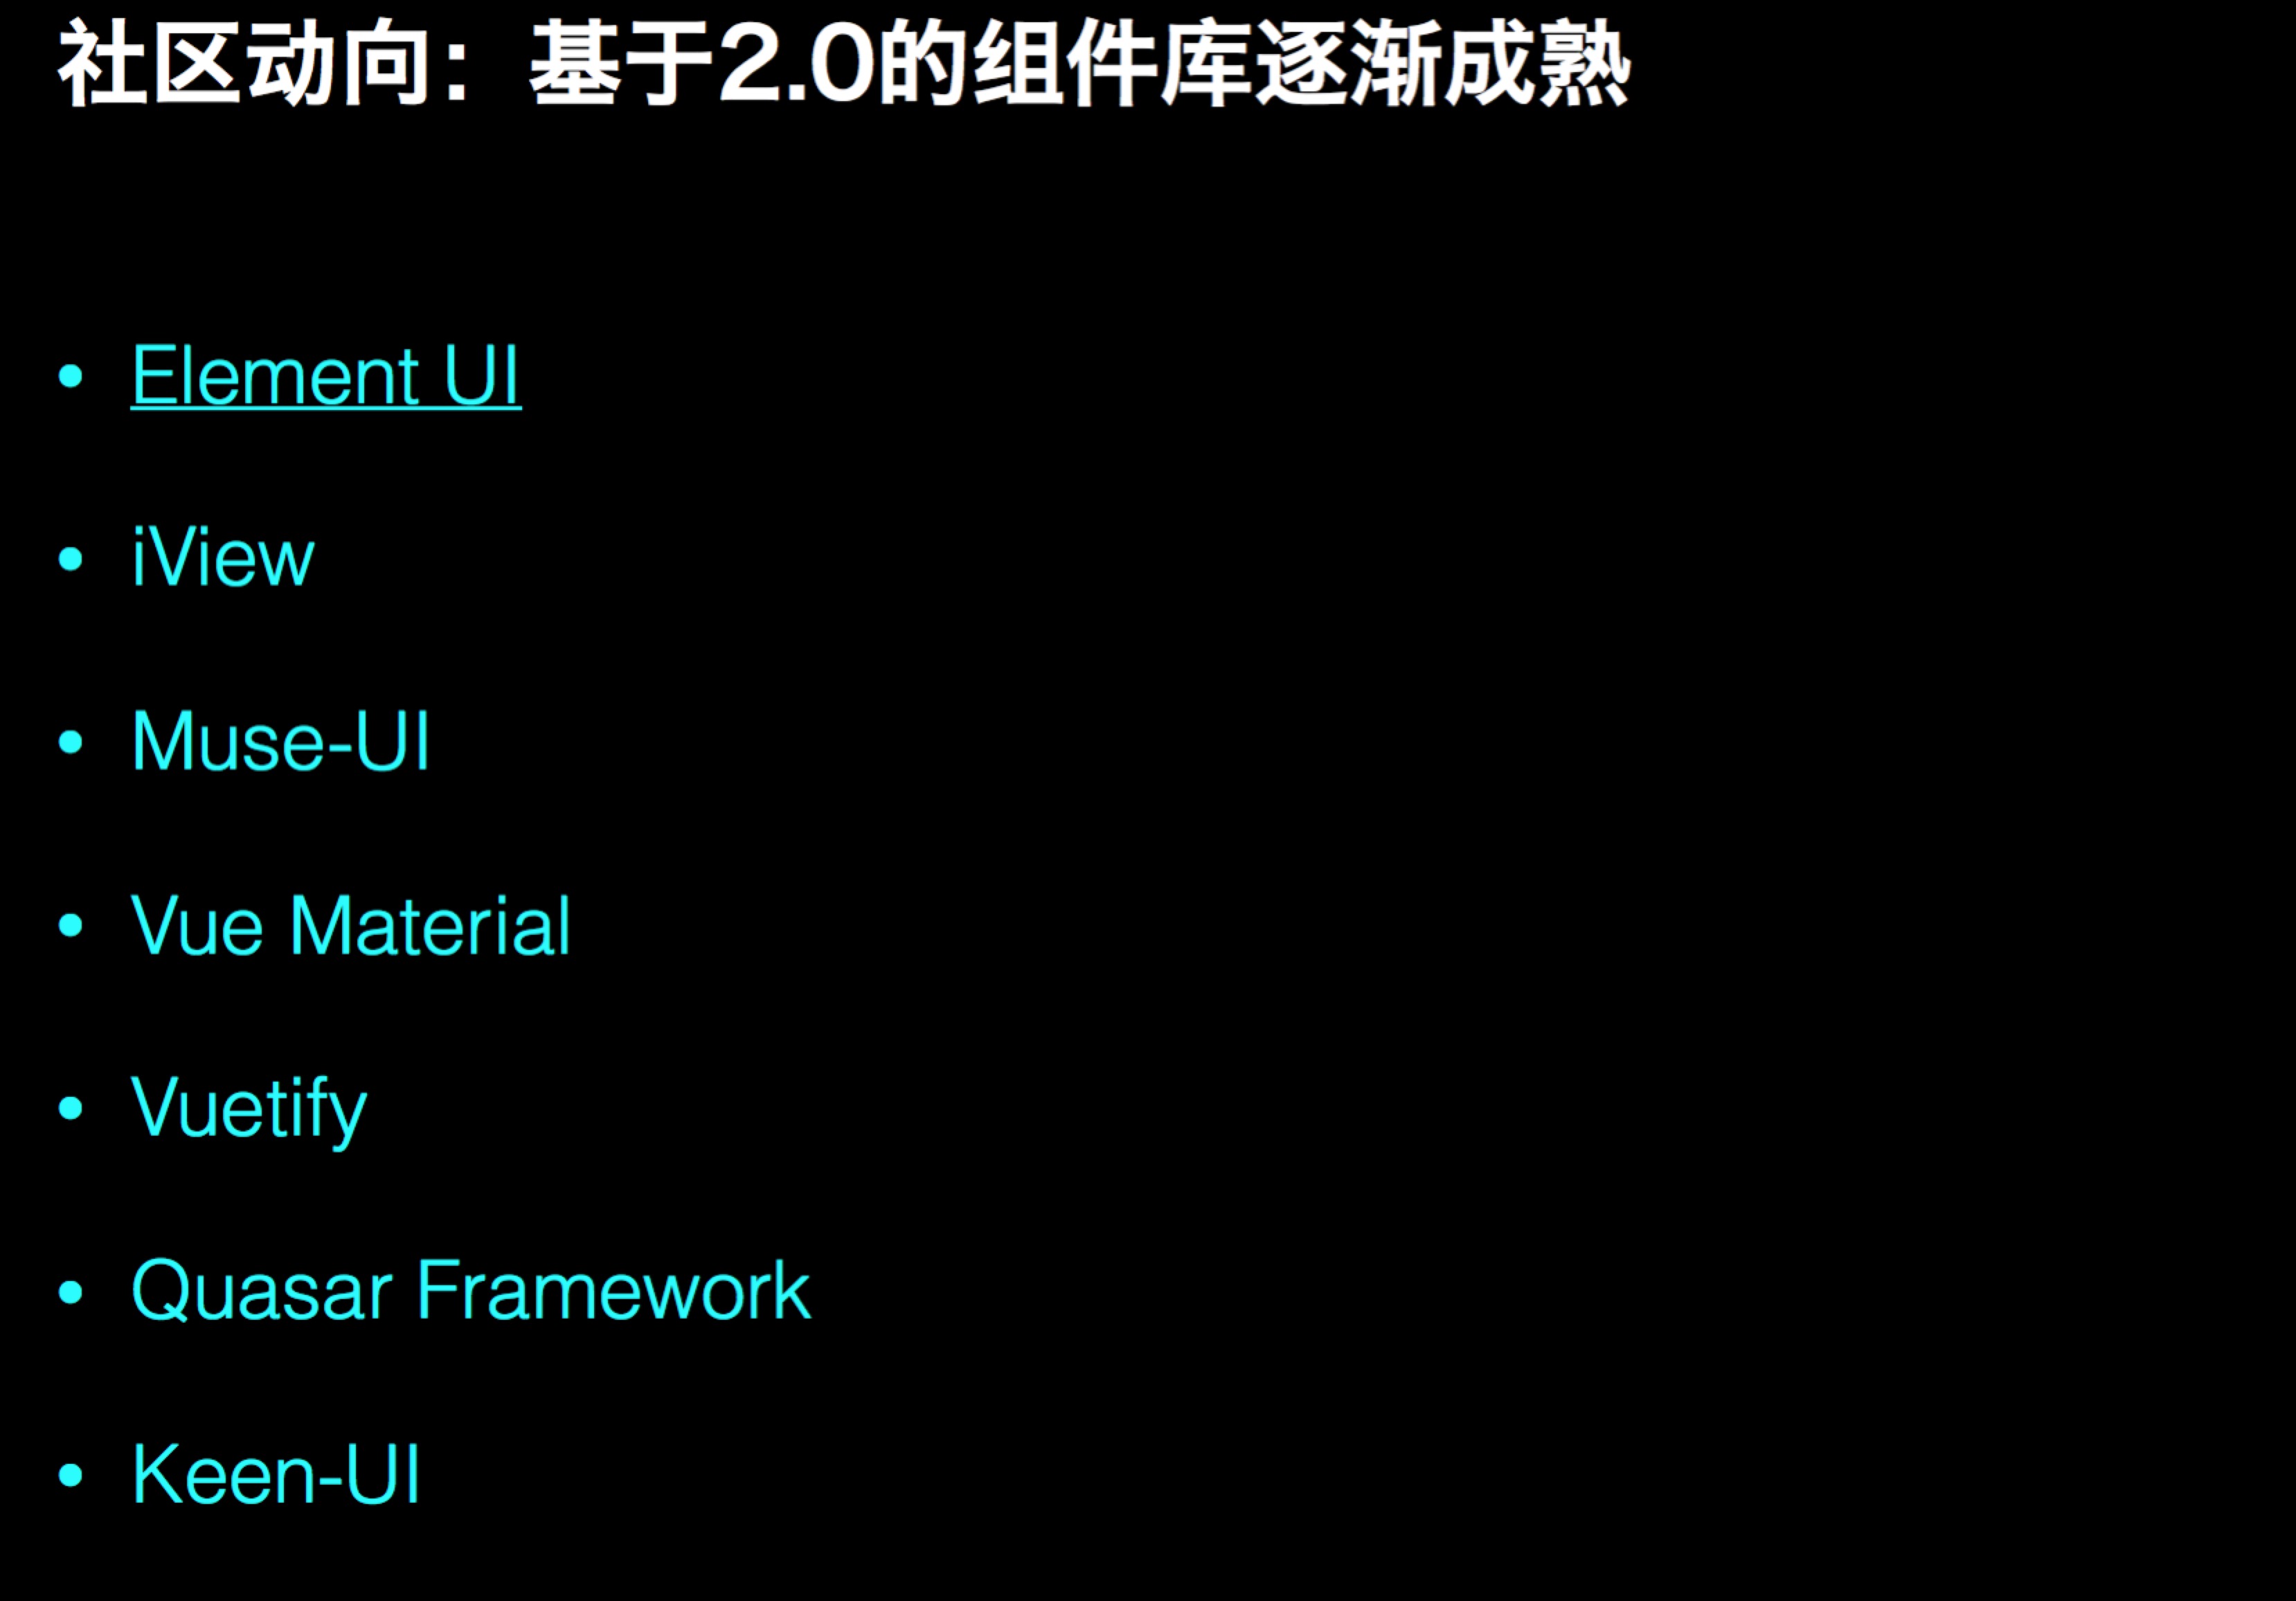 社区动向：基于2.0的组件库逐渐成熟
• Element UI
• iView
• Muse-UI
• Vue Material
• Vuetify
• Quasar Framework
• Keen-UI